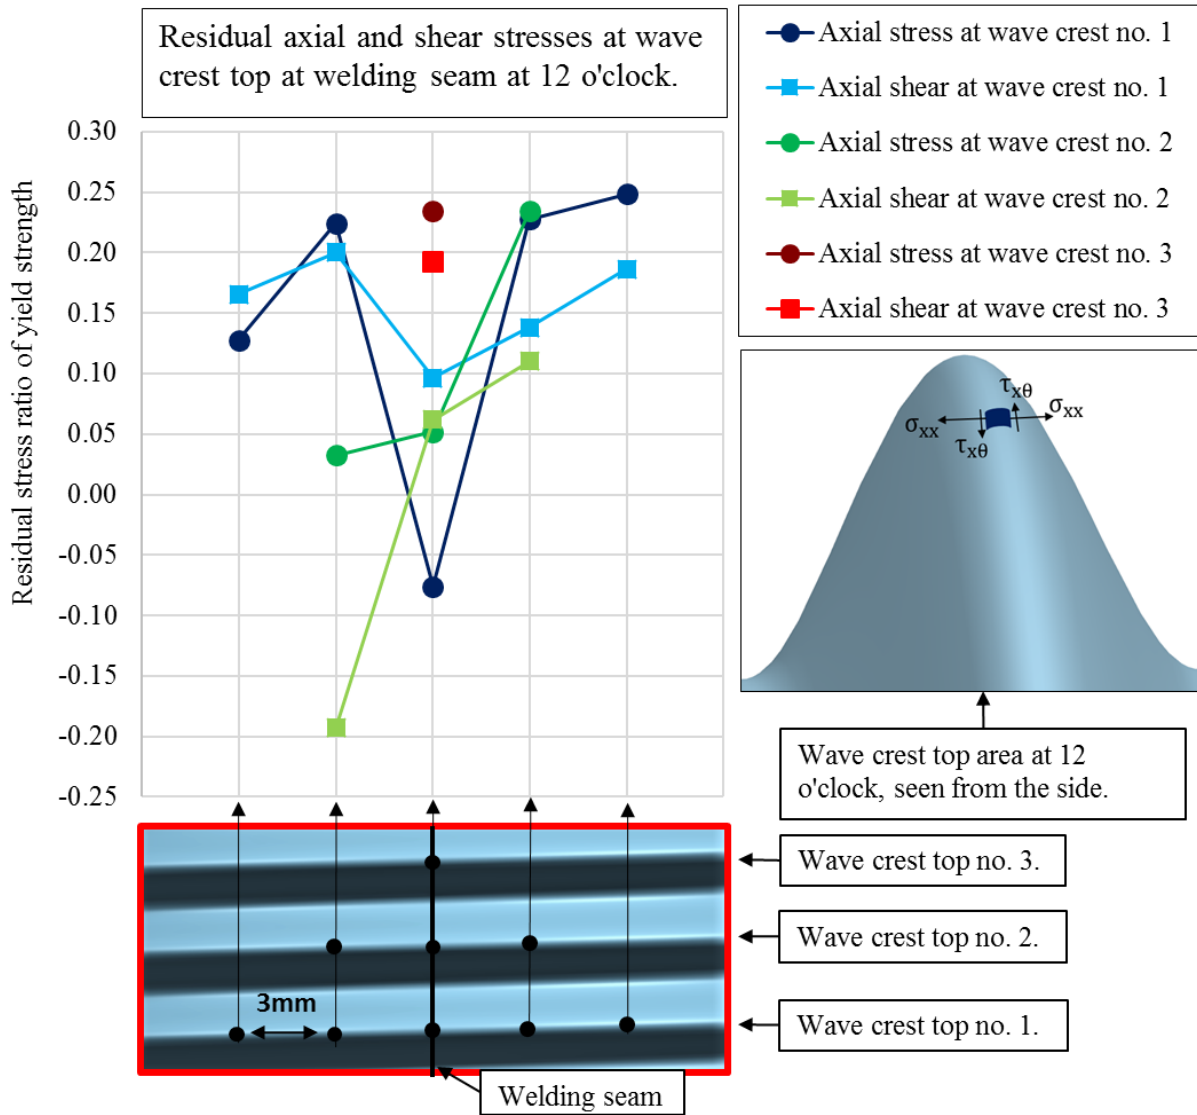 Residual axial and shear stresses at wave
crest top at welding seam at 12 o'clock.
Axial stress at wave crest no. 1
Axial shear at wave crest no. 1
Axial stress at wave crest no. 2
Axial shear at wave crest no. 2
Axial stress at wave crest no. 3
Axial shear at wave crest no. 3
Residual stress ratio of yield strength
0.30
0.25
0.20
0.15
0.10
0.05
0.00
-0.05
-0.10
-0.15
-0.20
-0.25
τxθ
σxx
σxx
τxθ
Wave crest top area at 12
o'clock, seen from the side.
Wave crest top no. 3.
Wave crest top no. 2.
3mm
Wave crest top no. 1.
Welding seam